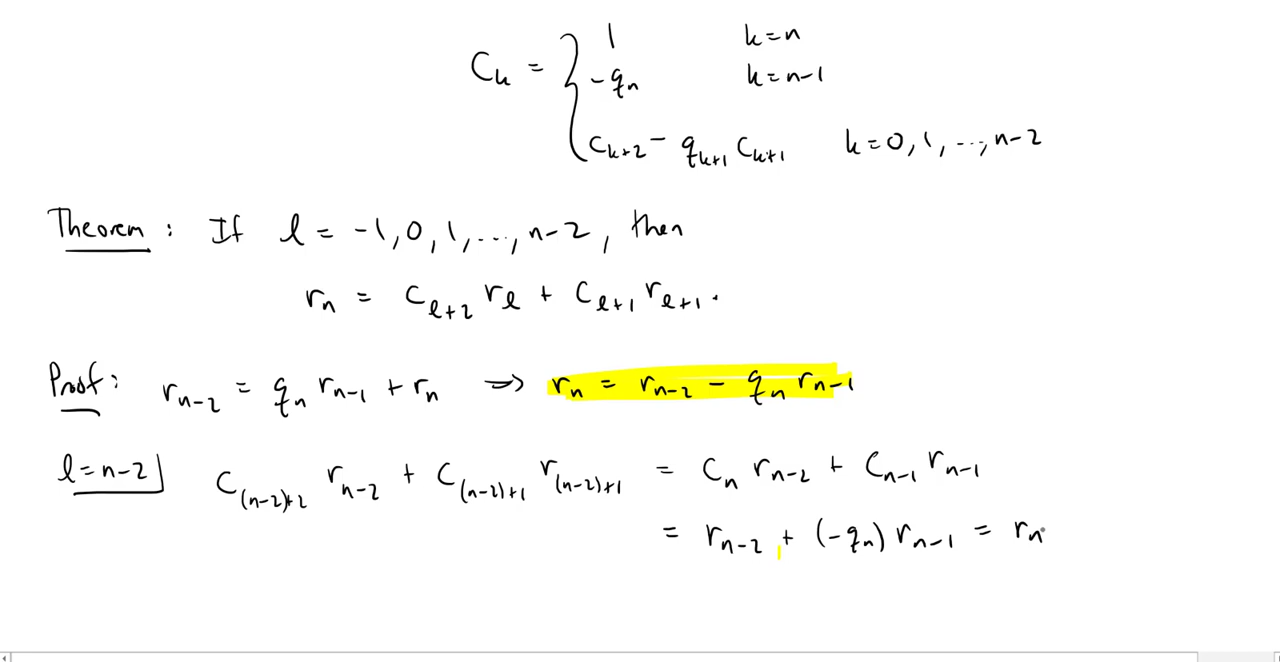 1 k=n
C_k = { -q_n k=n-1
C_{k+2} - q_{k+1} C_{k+1} k=0,1,...,n-2
Theorem: If l = -1,0,1,...,n-2, then
r_n = C_{l+2} r_l + C_{l+1} r_{l+1}.
Proof: r_{n-2} = q_n r_{n-1} + r_n => r_n = r_{n-2} - q_n r_{n-1}
l=n-2] C_{(n-2)+2} r_{n-2} + C_{(n-2)+1} r_{(n-2)+1} = C_n r_{n-2} + C_{n-1} r_{n-1}
= r_{n-2} + (-q_n) r_{n-1} = r_n